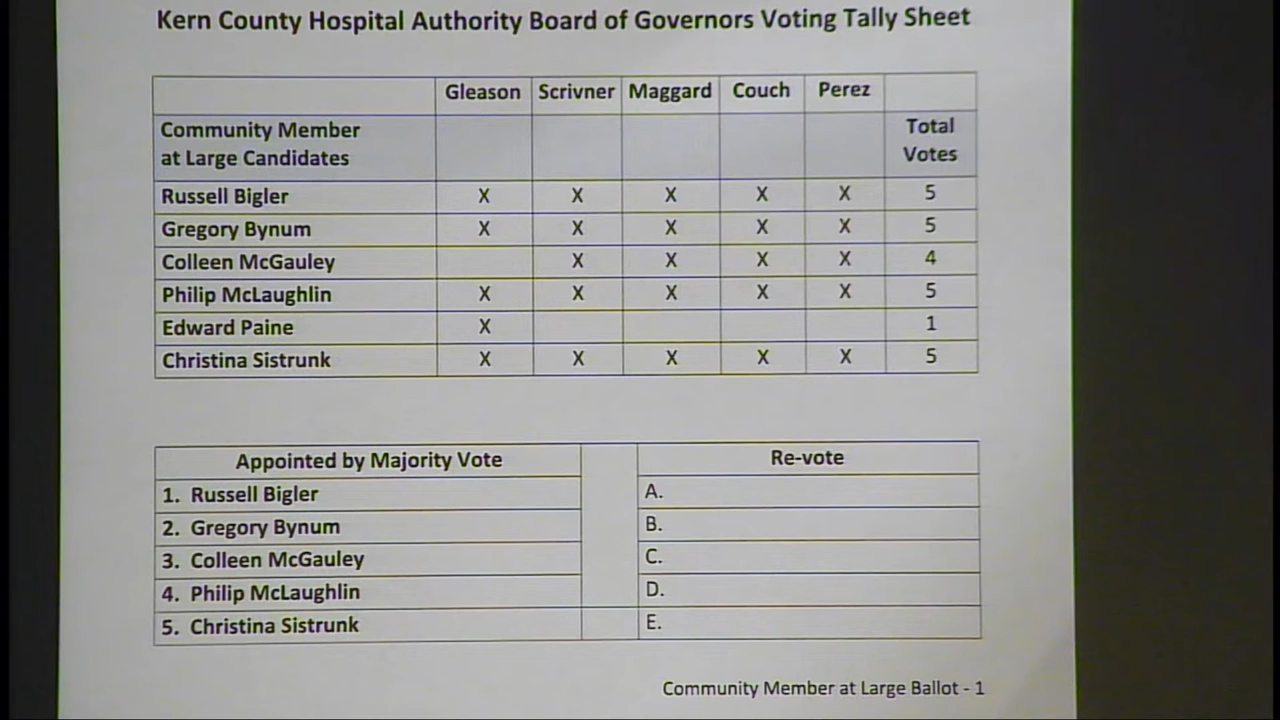 Kern County Hospital Authority Board of Governors Voting Tally Sheet
Gleason Scrivner Maggard Couch Perez
Community Member at Large Candidates Total Votes
Russell Bigler X X X X X 5
Gregory Bynum X X X X X 5
Colleen McGauley X X X X 4
Philip McLaughlin X X X X X 5
Edward Paine X 1
Christina Sistrunk X X X X X 5
Appointed by Majority Vote Re-vote
1. Russell Bigler A.
2. Gregory Bynum B.
3. Colleen McGauley C.
4. Philip McLaughlin D.
5. Christina Sistrunk E.
Community Member at Large Ballot - 1